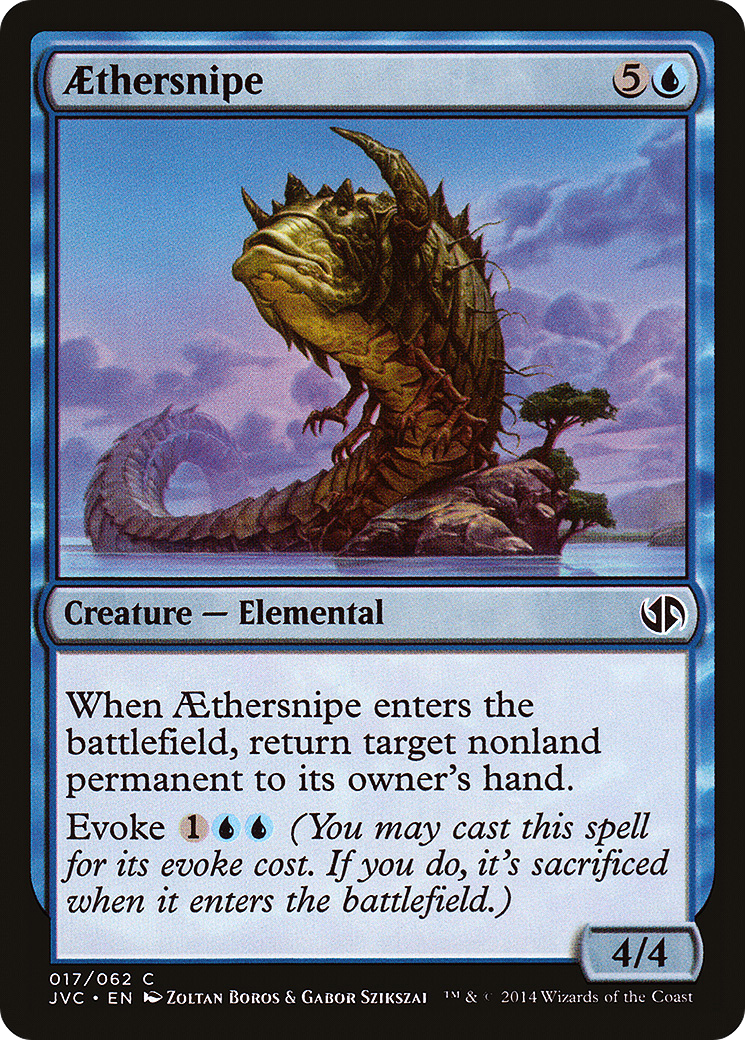 Æthersnipe 5
Creature — Elemental
When Æthersnipe enters the
battlefield, return target nonland
permanent to its owner's hand.
Evoke 1 (You may cast this spell
for its evoke cost. If you do, it's sacrificed
when it enters the battlefield.)
4/4
017/062 C
JVC • EN Zoltan Boros & Gabor Szikszai ™ & © 2014 Wizards of the Coast